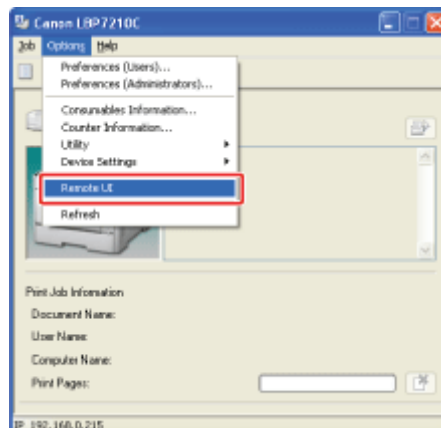 Canon LBP7210C
Job Options Help
Preferences (Users)...
Preferences (Administrators)...
Consumables Information...
Counter Information...
Utility
Device Settings
Remote UI
Refresh
Print Job Information
Document Name:
User Name:
Computer Name:
Print Pages:
IP 192.168.0.215